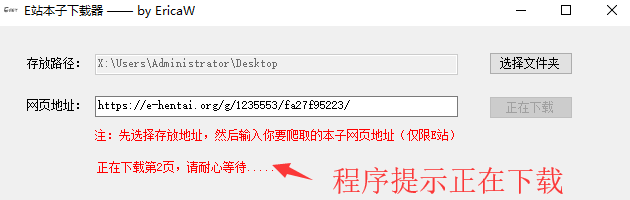 E站本子下载器 —— by EricaW
存放路径： X:\Users\Administrator\Desktop 选择文件夹
网页地址： https://e-hentai.org/g/1235553/fa27f95223/ 正在下载
注：先选择存放地址，然后输入你要爬取的本子网页地址（仅限E站）
正在下载第2页，请耐心等待.....
程序提示正在下载